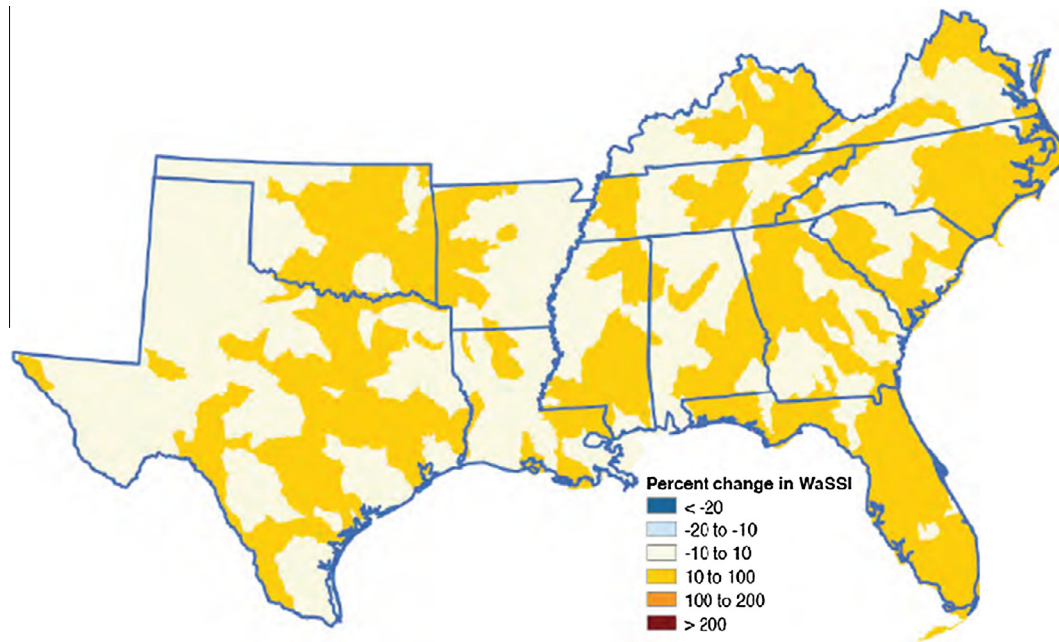 Percent change in WaSSI
< -20
-20 to -10
-10 to 10
10 to 100
100 to 200
> 200